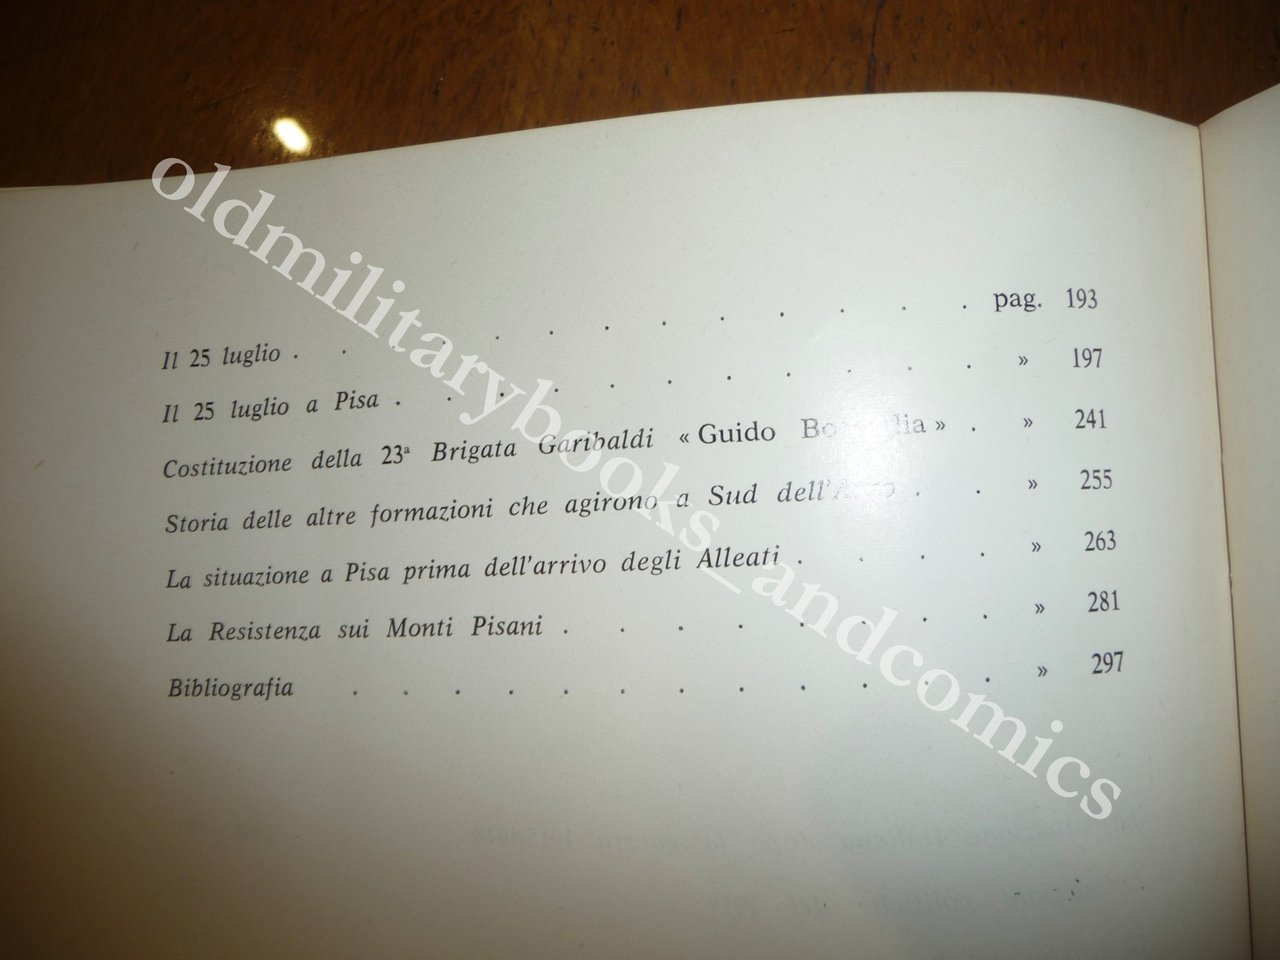 oldmilitarybooks_andcomics
Il 25 luglio . . . . . . . . . . . pag. 193
Il 25 luglio a Pisa . . . . . . . . . . . » 197
Costituzione della 23ª Brigata Garibaldi «Guido » . » 241
Storia delle altre formazioni che agirono a Sud . . » 255
La situazione a Pisa prima dell'arrivo degli Alleati . . . . » 263
La Resistenza sui Monti Pisani . . . . . . . . » 281
Bibliografia . . . . . . . . . . . . » 297